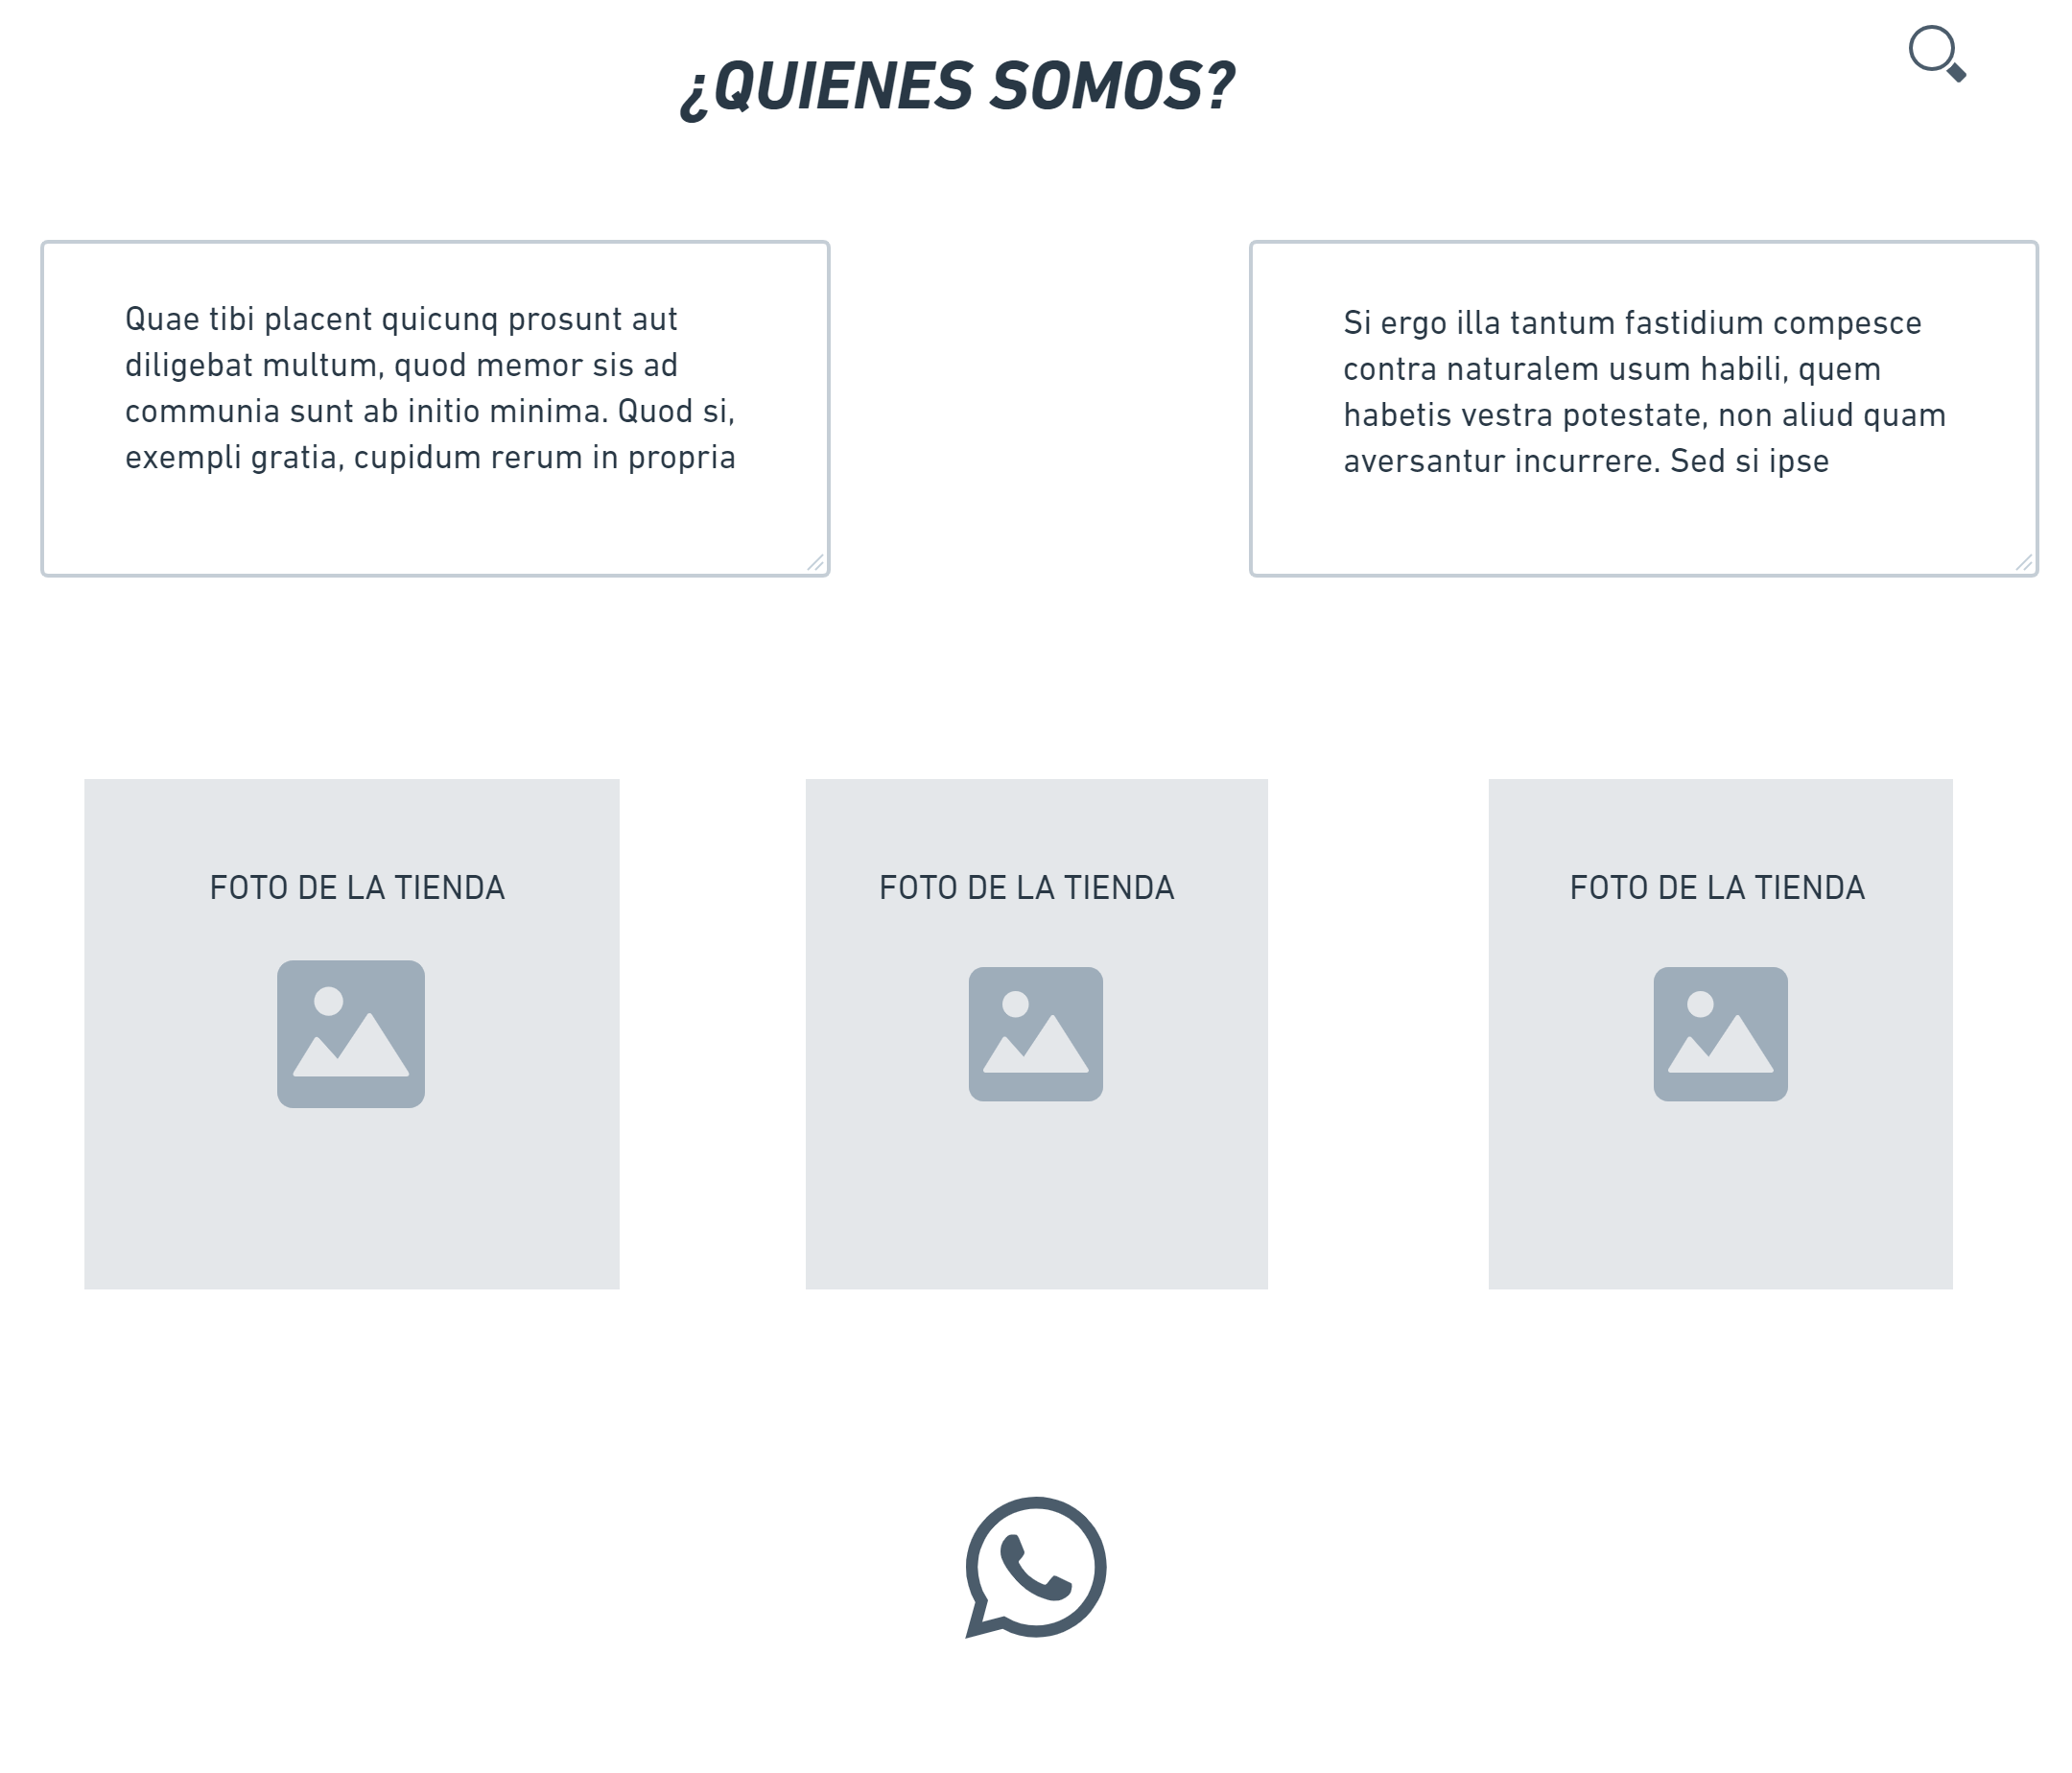 ¿QUIENES SOMOS?
Quae tibi placent quicunq prosunt aut
diligebat multum, quod memor sis ad
communia sunt ab initio minima. Quod si,
exempli gratia, cupidum rerum in propria
Si ergo illa tantum fastidium compesce
contra naturalem usum habili, quem
habetis vestra potestate, non aliud quam
aversantur incurrere. Sed si ipse
FOTO DE LA TIENDA
FOTO DE LA TIENDA
FOTO DE LA TIENDA